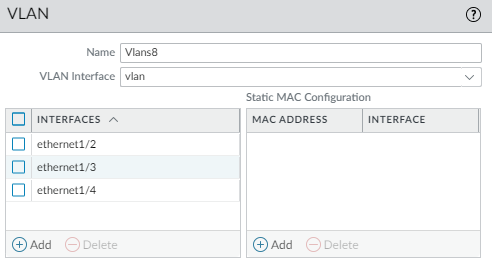 VLAN
Name Vlans8
VLAN Interface vlan
Static MAC Configuration
INTERFACES
ethernet1/2
ethernet1/3
ethernet1/4
Add Delete
MAC ADDRESS INTERFACE
Add Delete